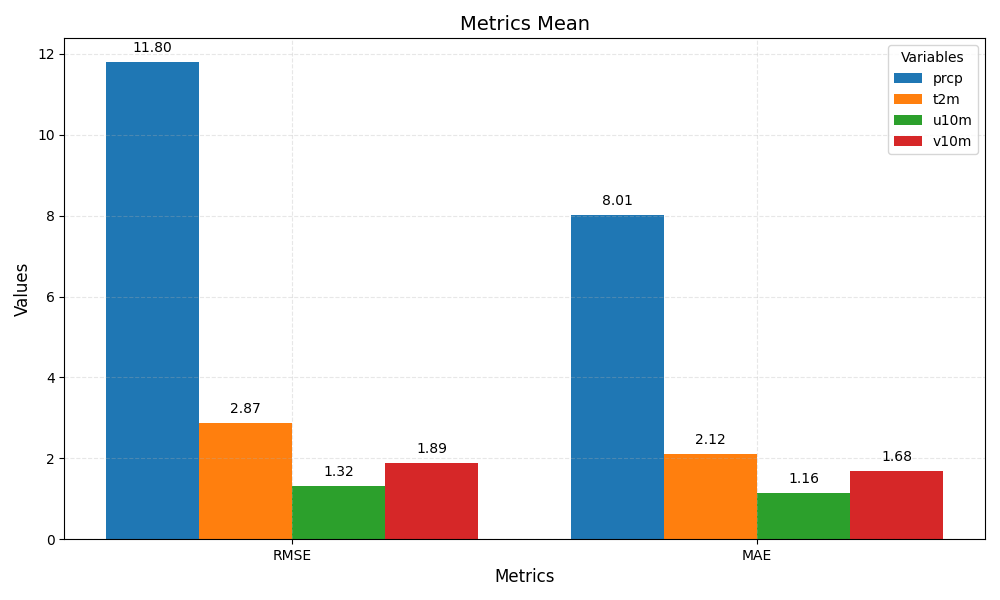 Metrics Mean
Values
12
10
8
6
4
2
0
11.80
2.87
1.32
1.89
8.01
2.12
1.16
1.68
Variables
prcp
t2m
u10m
v10m
RMSE
MAE
Metrics